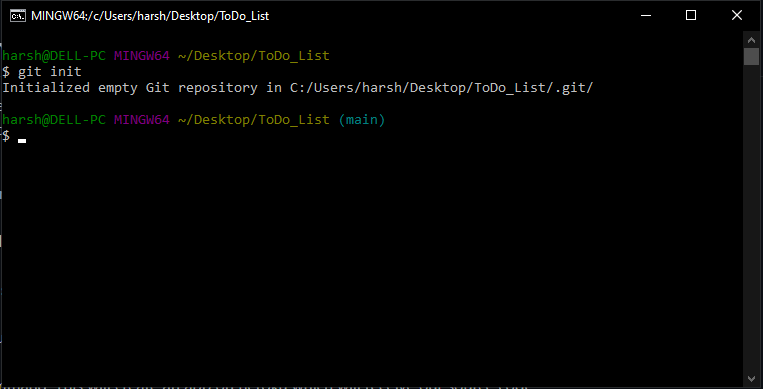 MINGW64:/c/Users/harsh/Desktop/ToDo_List
harsh@DELL-PC MINGW64 ~/Desktop/ToDo_List
$ git init
Initialized empty Git repository in C:/Users/harsh/Desktop/ToDo_List/.git/
harsh@DELL-PC MINGW64 ~/Desktop/ToDo_List (main)
$